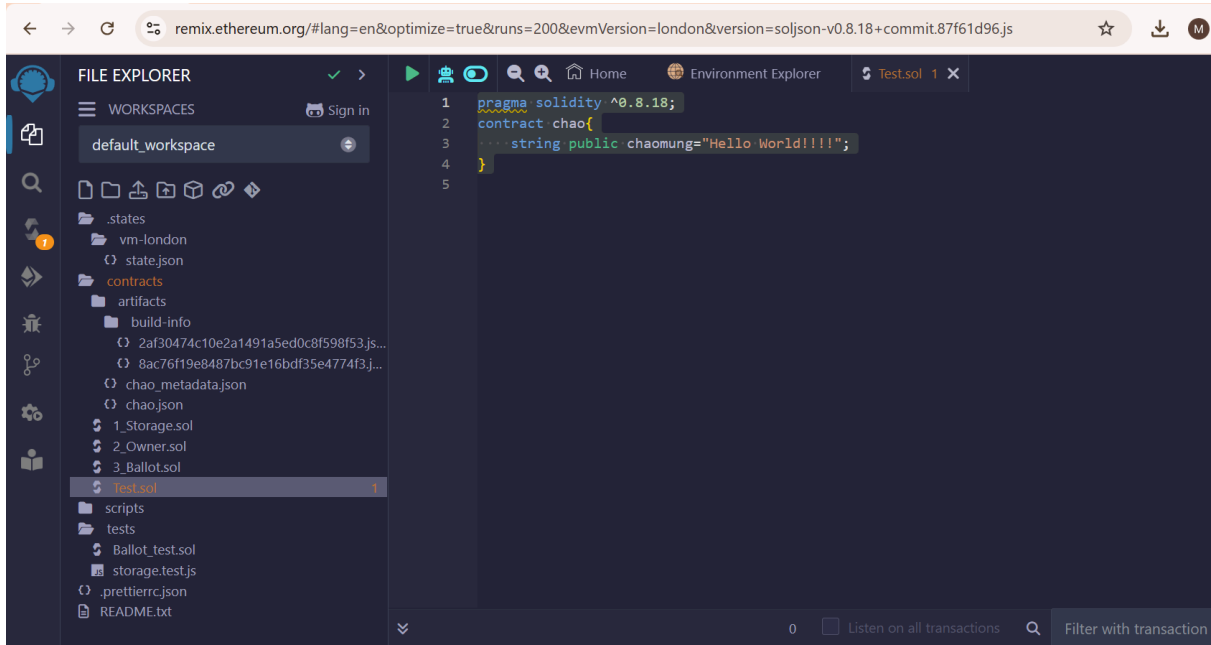 remix.ethereum.org/#lang=en&optimize=true&runs=200&evmVersion=london&version=soljson-v0.8.18+commit.87f61d96.js
M
FILE EXPLORER
WORKSPACES
Sign in
default_workspace
.states
vm-london
state.json
contracts
artifacts
build-info
2af30474c10e2a1491a5ed0c8f598f53.js...
8ac76f19e8487bc91e16bdf35e4774f3.j...
chao_metadata.json
chao.json
1_Storage.sol
2_Owner.sol
3_Ballot.sol
Test.sol 1
scripts
tests
Ballot_test.sol
JS storage.test.js
.prettierrc.json
README.txt
1
Home
Environment Explorer
Test.sol 1
1 pragma solidity ^0.8.18;
2 contract chao{
3 string public chaomung="Hello World!!!!";
4 }
5
0 Listen on all transactions
Filter with transaction